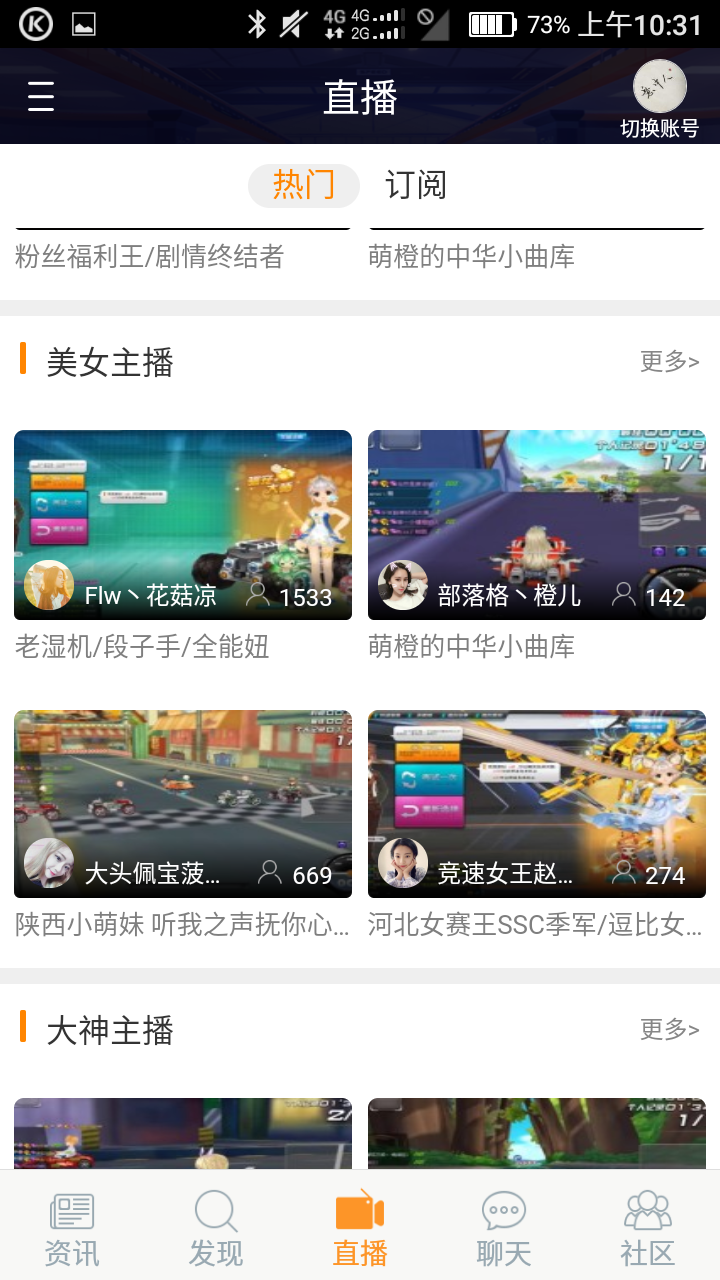 4G 4G 2G 73% 上午10:31
直播
切换账号
热门 订阅
粉丝福利王/剧情终结者 萌橙的中华小曲库
美女主播 更多>
Flw丶花菇凉 1533 部落格丶橙儿 142
老湿机/段子手/全能妞 萌橙的中华小曲库
大头佩宝菠... 669 竞速女王赵... 274
陕西小萌妹 听我之声抚你心... 河北女赛王SSC季军/逗比女...
大神主播 更多>
资讯 发现 直播 聊天 社区